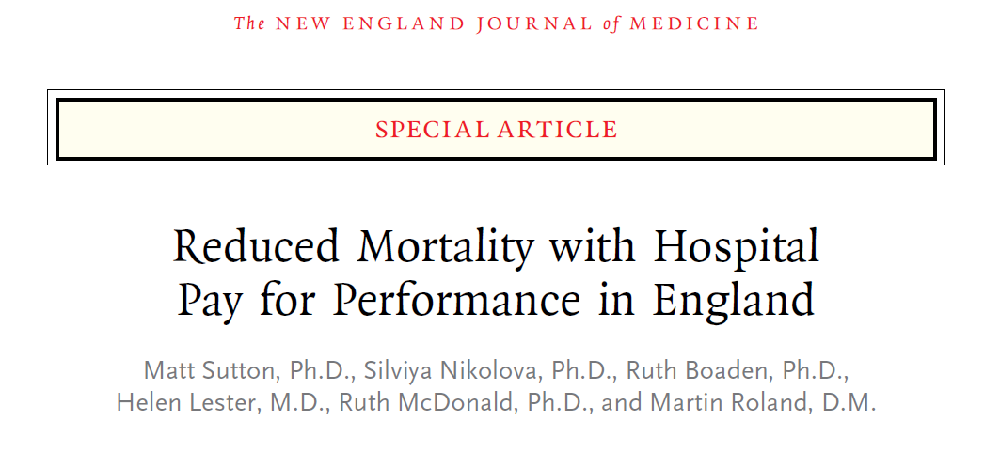 The NEW ENGLAND JOURNAL of MEDICINE
SPECIAL ARTICLE
Reduced Mortality with Hospital
Pay for Performance in England
Matt Sutton, Ph.D., Silviya Nikolova, Ph.D., Ruth Boaden, Ph.D.,
Helen Lester, M.D., Ruth McDonald, Ph.D., and Martin Roland, D.M.